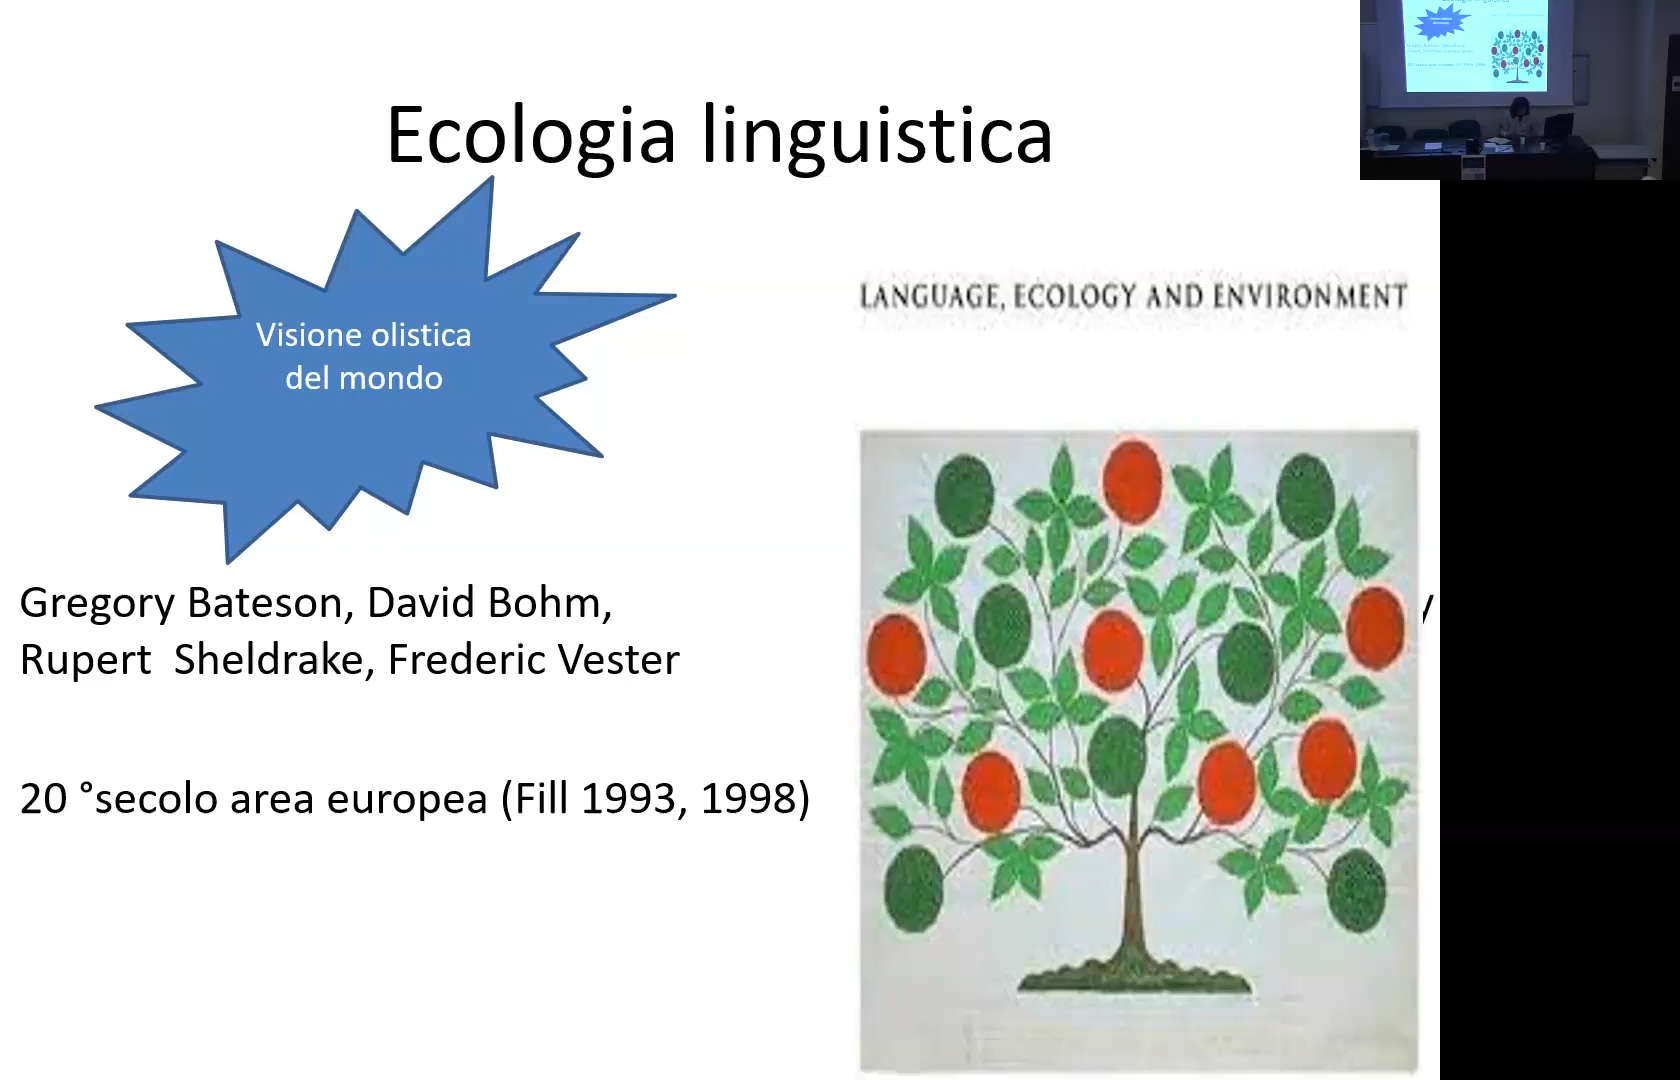 Ecologia linguistica
Visione olistica
del mondo
LANGUAGE, ECOLOGY AND ENVIRONMENT
Gregory Bateson, David Bohm,
Rupert  Sheldrake, Frederic Vester
20 °secolo area europea (Fill 1993, 1998)